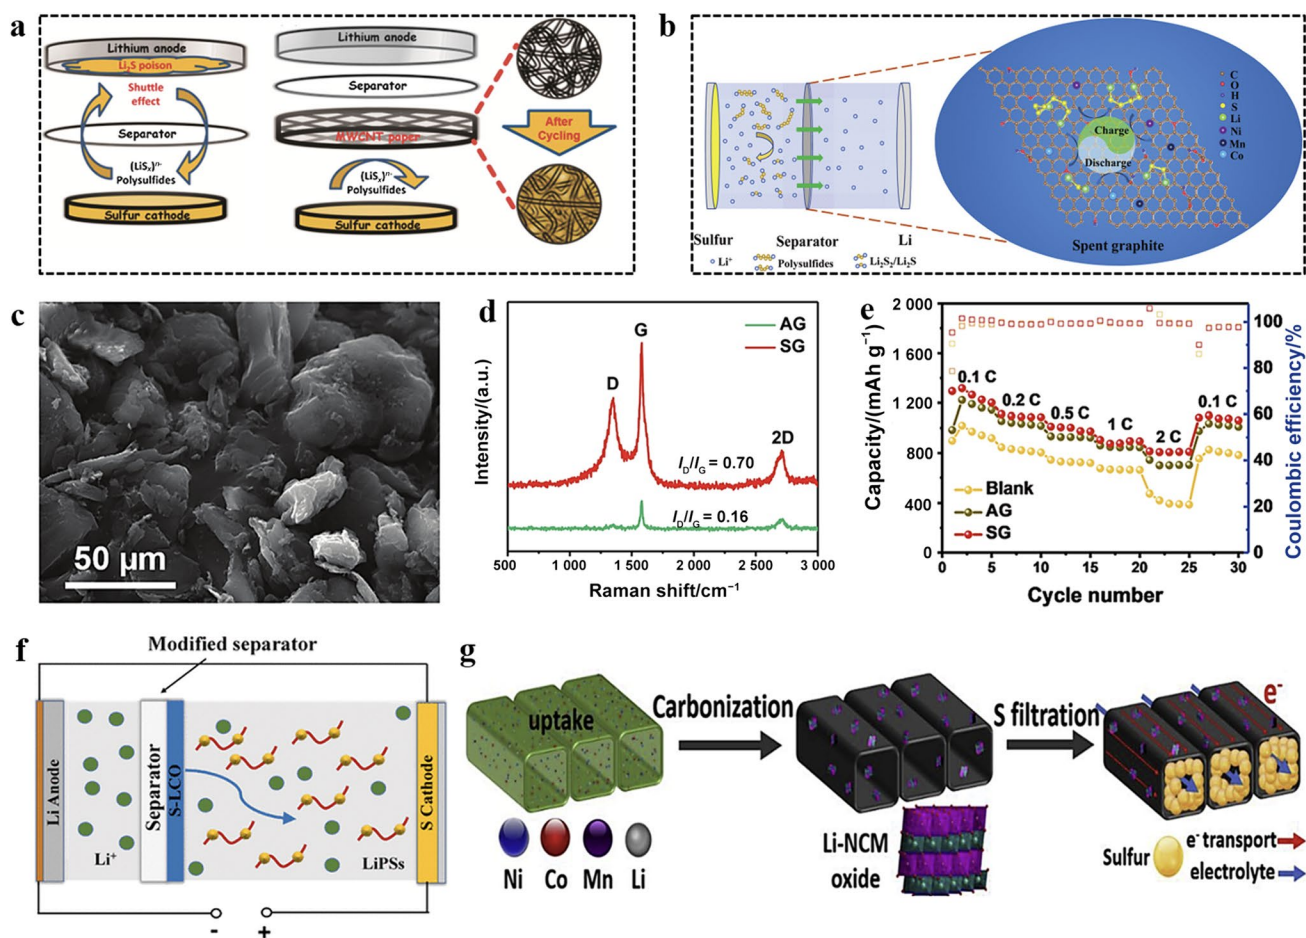 a
Lithium anode
Li₂S poison
Shuttle
effect
Separator
(LiSₓ)ⁿ⁻
Polysulfides
Sulfur cathode
Lithium anode
Separator
MWCNT paper
(LiSₓ)ⁿ⁻
Polysulfides
Sulfur cathode
After
Cycling
b
Sulfur
Separator
Li
Li⁺
Polysulfides
Li₂S₂/Li₂S
Charge
Discharge
C
O
H
S
Li
Ni
Mn
Co
Spent graphite
c
50 μm
d
AG
SG
D
G
2D
I_D/I_G = 0.70
I_D/I_G = 0.16
Intensity/(a.u.)
500 1 000 1 500 2 000 2 500 3 000
Raman shift/cm⁻¹
e
2 000
1 600
1200
800
400
0
Capacity/(mAh g⁻¹)
0.1 C
0.2 C
0.5 C
1 C
2 C
0.1 C
Blank
AG
SG
0 5 10 15 20 25 30
Cycle number
100
80
60
40
20
0
Coulombic efficiency/%
f
Modified separator
Li Anode
Li⁺
Separator
S-LCO
LiPSs
S Cathode
- +
g
uptake
Carbonization
S filtration
e⁻
Ni Co Mn Li
Li-NCM
oxide
Sulfur
e⁻ transport
electrolyte